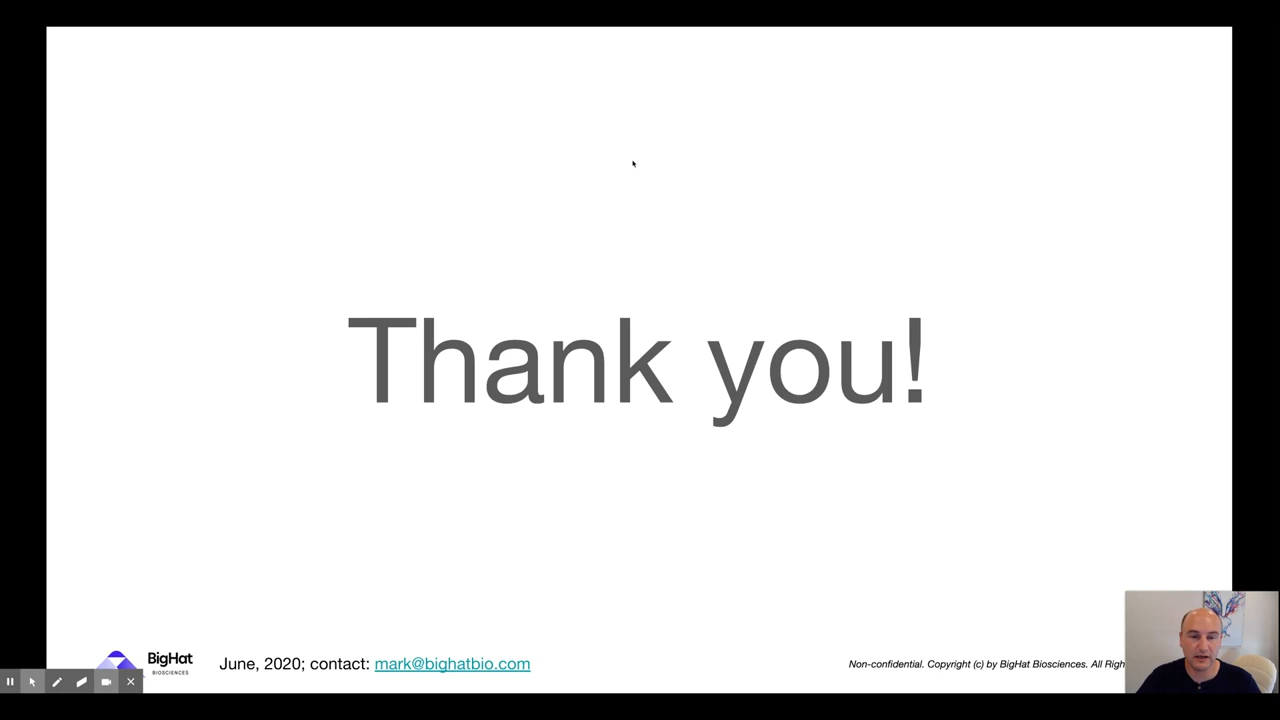 Thank you!
BigHat
BIOSCIENCES
June, 2020; contact: mark@bighatbio.com
Non-confidential. Copyright (c) by BigHat Biosciences. All Righ